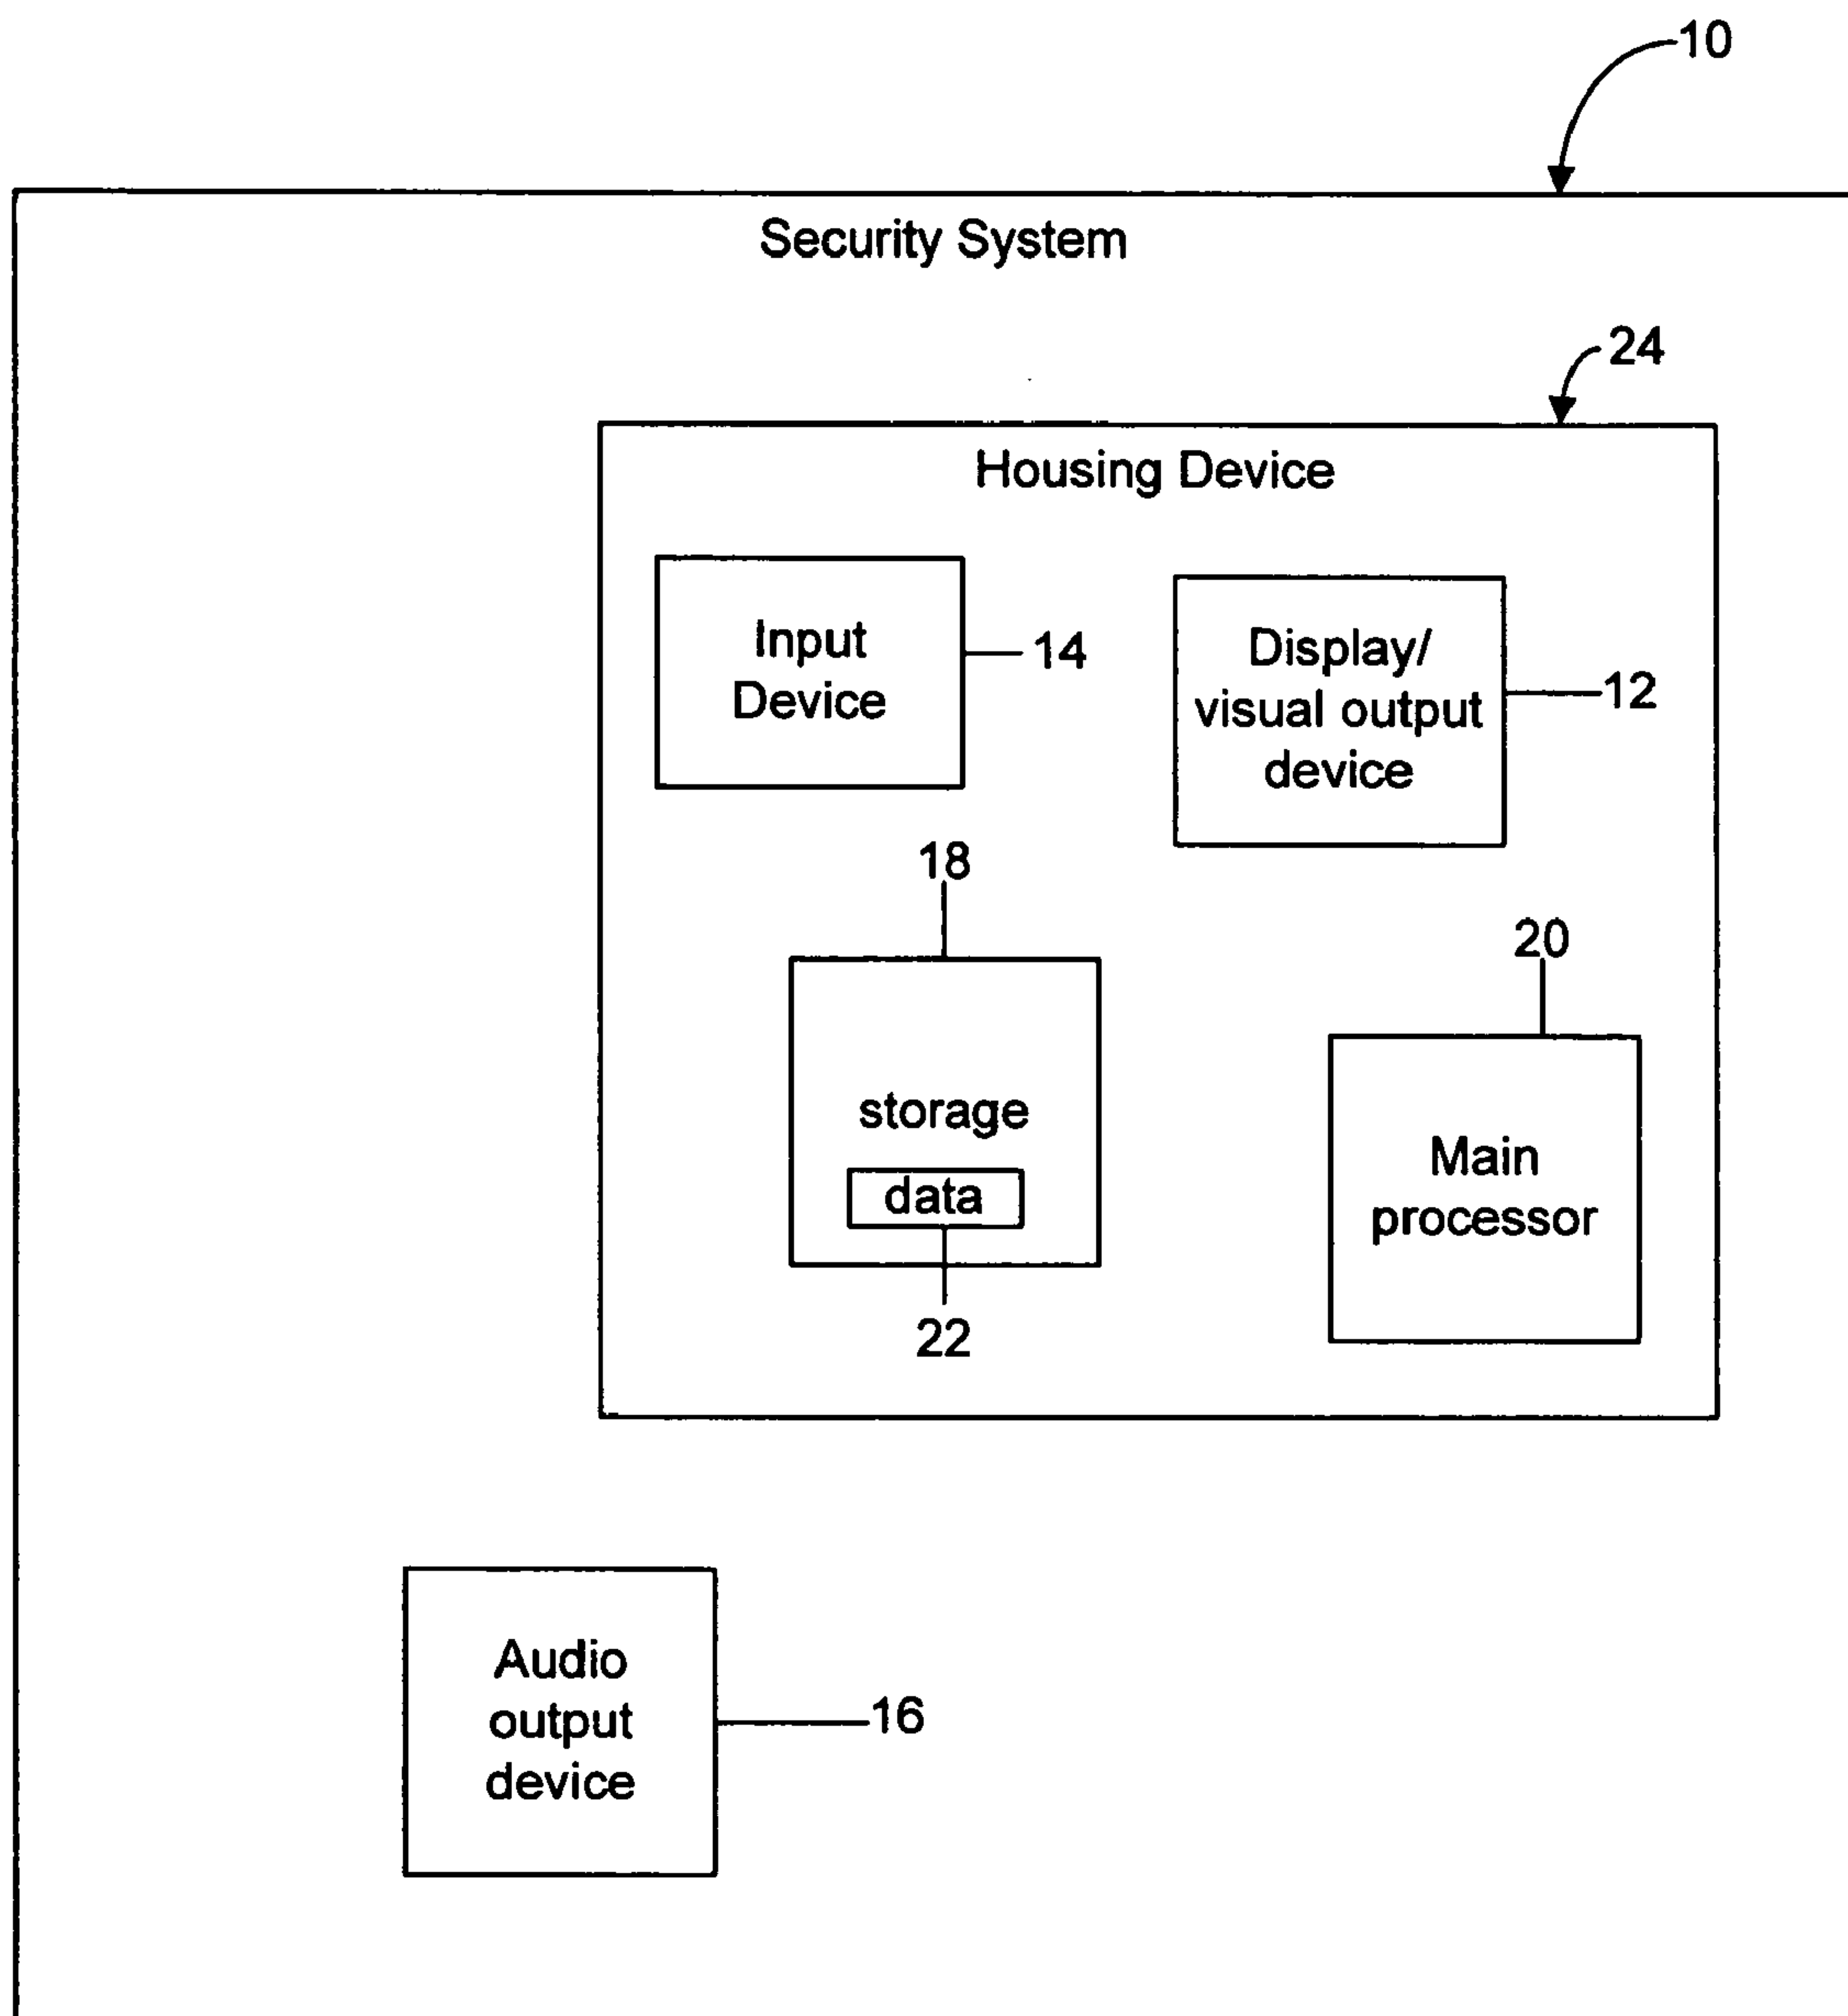 10
Security System
24
Housing Device
Input
Device
14
Display/
visual output
device
12
18
storage
data
22
20
Main
processor
Audio
output
device
16